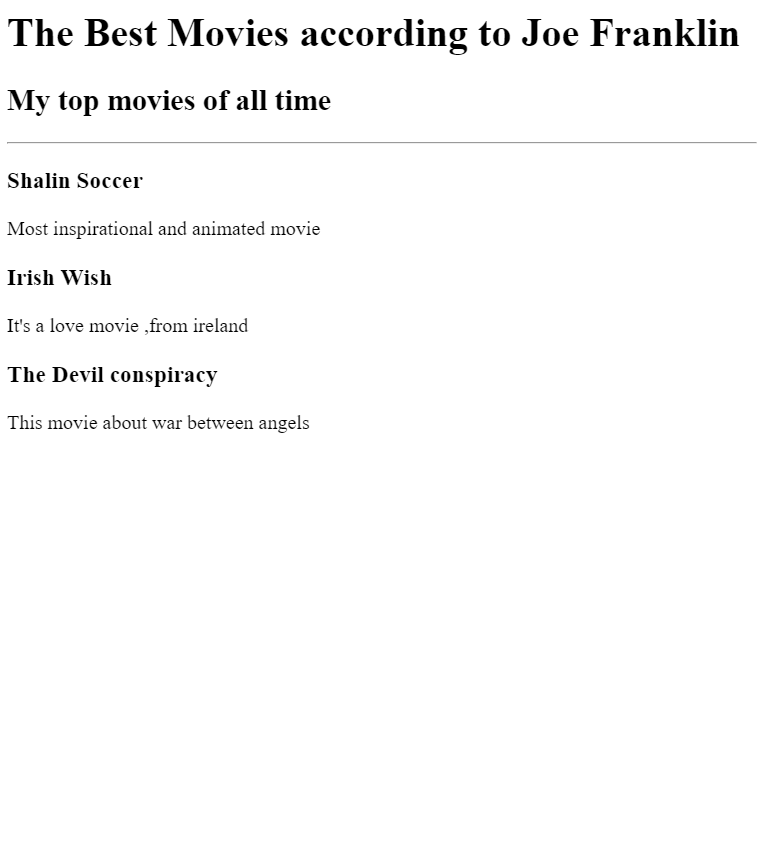 The Best Movies according to Joe Franklin
My top movies of all time
Shalin Soccer
Most inspirational and animated movie
Irish Wish
It's a love movie ,from ireland
The Devil conspiracy
This movie about war between angels